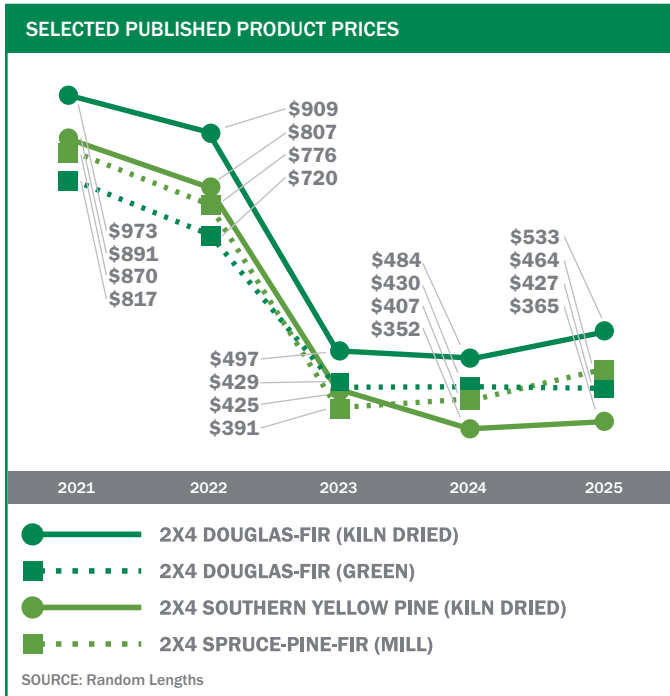 SELECTED PUBLISHED PRODUCT PRICES
$909
$807
$776
$720
$973
$891
$870
$817
$497
$429
$425
$391
$484
$430
$407
$352
$533
$464
$427
$365
2021 2022 2023 2024 2025
2X4 DOUGLAS-FIR (KILN DRIED)
2X4 DOUGLAS-FIR (GREEN)
2X4 SOUTHERN YELLOW PINE (KILN DRIED)
2X4 SPRUCE-PINE-FIR (MILL)
SOURCE: Random Lengths